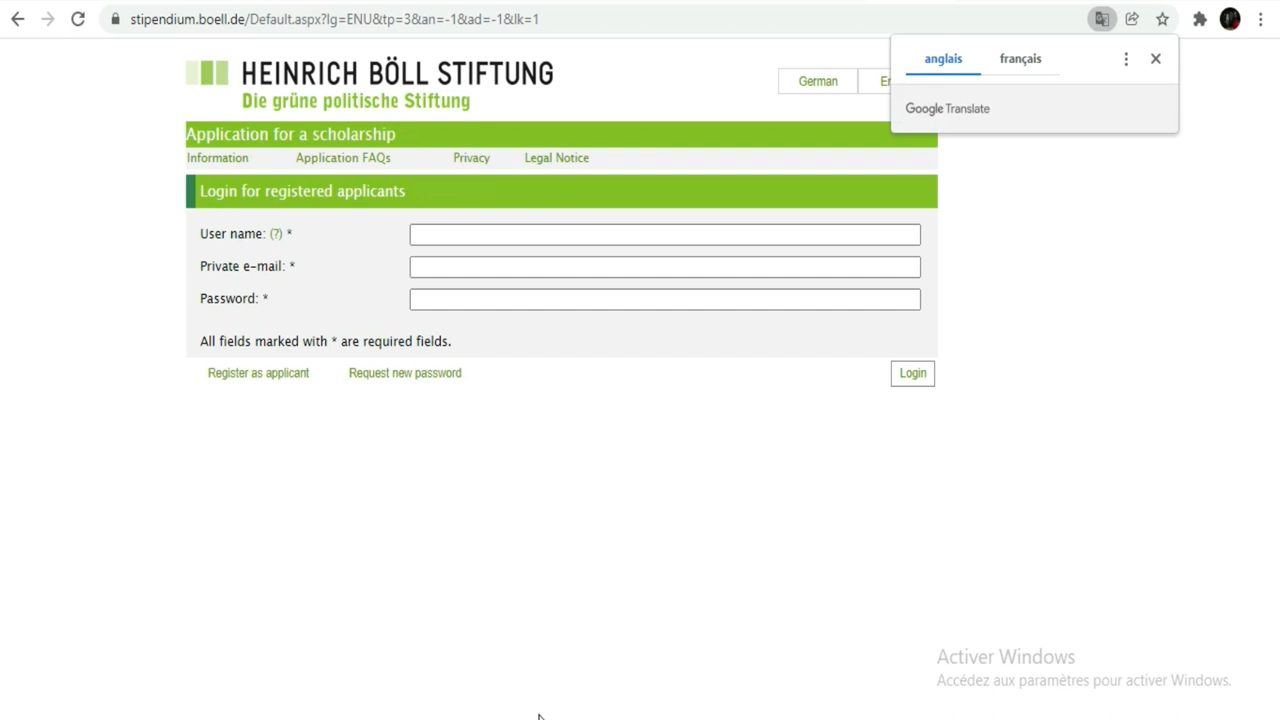 stipendium.boell.de/Default.aspx?lg=ENU&tp=3&an=-1&ad=-1&lk=1
anglais français
Google Translate
HEINRICH BÖLL STIFTUNG
Die grüne politische Stiftung
German
Application for a scholarship
Information Application FAQs Privacy Legal Notice
Login for registered applicants
User name: (?) *
Private e-mail: *
Password: *
All fields marked with * are required fields.
Register as applicant Request new password Login
Activer Windows
Accédez aux paramètres pour activer Windows.